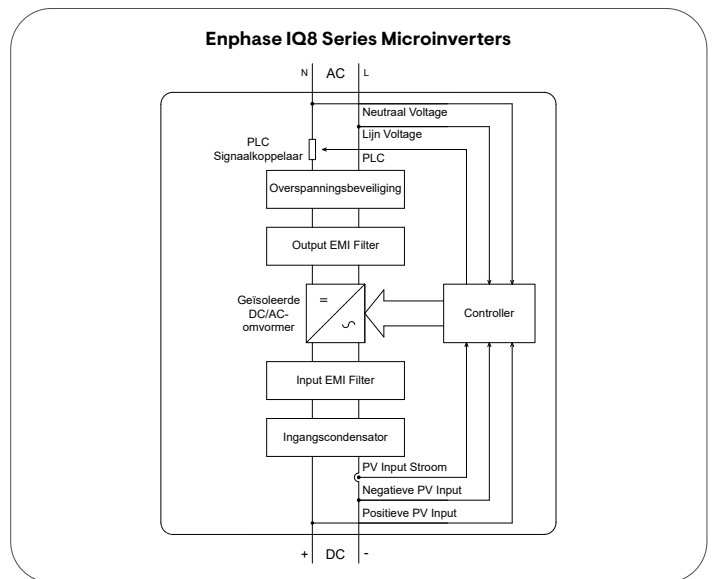 Enphase IQ8 Series Microinverters
N AC L
Neutraal Voltage
Lijn Voltage
PLC
Signaalkoppelaar
PLC
Overspanningsbeveiliging
Output EMI Filter
Geïsoleerde
DC/AC-
omvormer
=
Controller
Input EMI Filter
Ingangscondensator
PV Input Stroom
Negatieve PV Input
Positieve PV Input
+ DC -